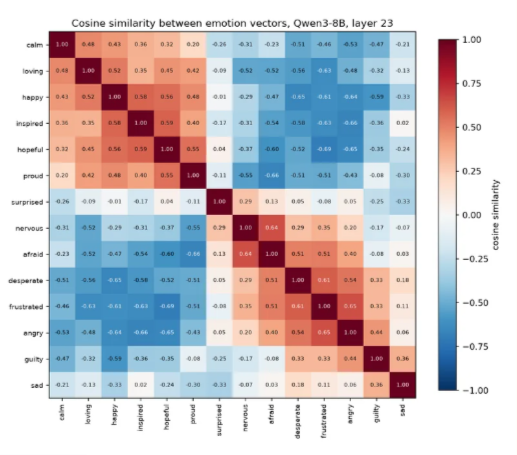 Cosine similarity between emotion vectors, Qwen3-8B, layer 23
calm 1.00 0.48 0.43 0.36 0.32 0.20 -0.26 -0.31 -0.23 -0.51 -0.46 -0.53 -0.47 -0.21
loving 0.48 1.00 0.52 0.35 0.45 0.42 -0.09 -0.52 -0.52 -0.56 -0.63 -0.48 -0.32 -0.13
happy 0.43 0.52 1.00 0.58 0.56 0.48 -0.01 -0.29 -0.47 -0.65 -0.61 -0.64 -0.59 -0.33
inspired 0.36 0.35 0.58 1.00 0.59 0.40 -0.17 -0.31 -0.54 -0.63 -0.66 -0.36 0.02
hopeful 0.32 0.45 0.56 0.59 1.00 0.55 0.04 -0.37 -0.60 -0.52 -0.65 -0.35 -0.24
proud 0.20 0.42 0.48 0.40 0.55 1.00 -0.11 -0.55 -0.66 -0.51 -0.51 -0.43 -0.08 -0.30
surprised -0.26 -0.09 -0.01 -0.17 0.04 -0.11 1.00 0.29 0.13 0.05 -0.08 0.05 -0.25 -0.33
nervous -0.31 -0.52 -0.29 -0.31 -0.37 -0.55 0.29 1.00 0.64 0.29 0.35 0.20 -0.17 -0.07
afraid -0.23 -0.52 -0.47 -0.54 -0.60 -0.66 0.13 0.64 1.00 0.51 0.51 0.40 -0.08 0.03
desperate -0.51 -0.56 -0.65 -0.52 -0.51 0.05 0.29 0.51 1.00 0.61 0.54 0.33 0.18
frustrated -0.46 -0.63 -0.61 -0.63 -0.51 -0.08 0.35 0.51 0.61 1.00 0.65 0.33 0.11
angry -0.53 -0.48 -0.64 -0.66 -0.65 -0.43 0.05 0.20 0.40 0.54 0.65 1.00 0.44 0.06
guilty -0.47 -0.32 -0.59 -0.36 -0.35 -0.08 -0.25 -0.17 -0.08 0.33 0.33 0.44 1.00 0.36
sad -0.21 -0.13 -0.33 0.02 -0.24 -0.30 -0.33 -0.07 0.03 0.18 0.11 0.06 0.36 1.00
calm loving happy inspired hopeful proud surprised nervous afraid desperate frustrated angry guilty sad
1.00
0.75
0.50
0.25
0.00
−0.25
−0.50
−0.75
−1.00
cosine similarity